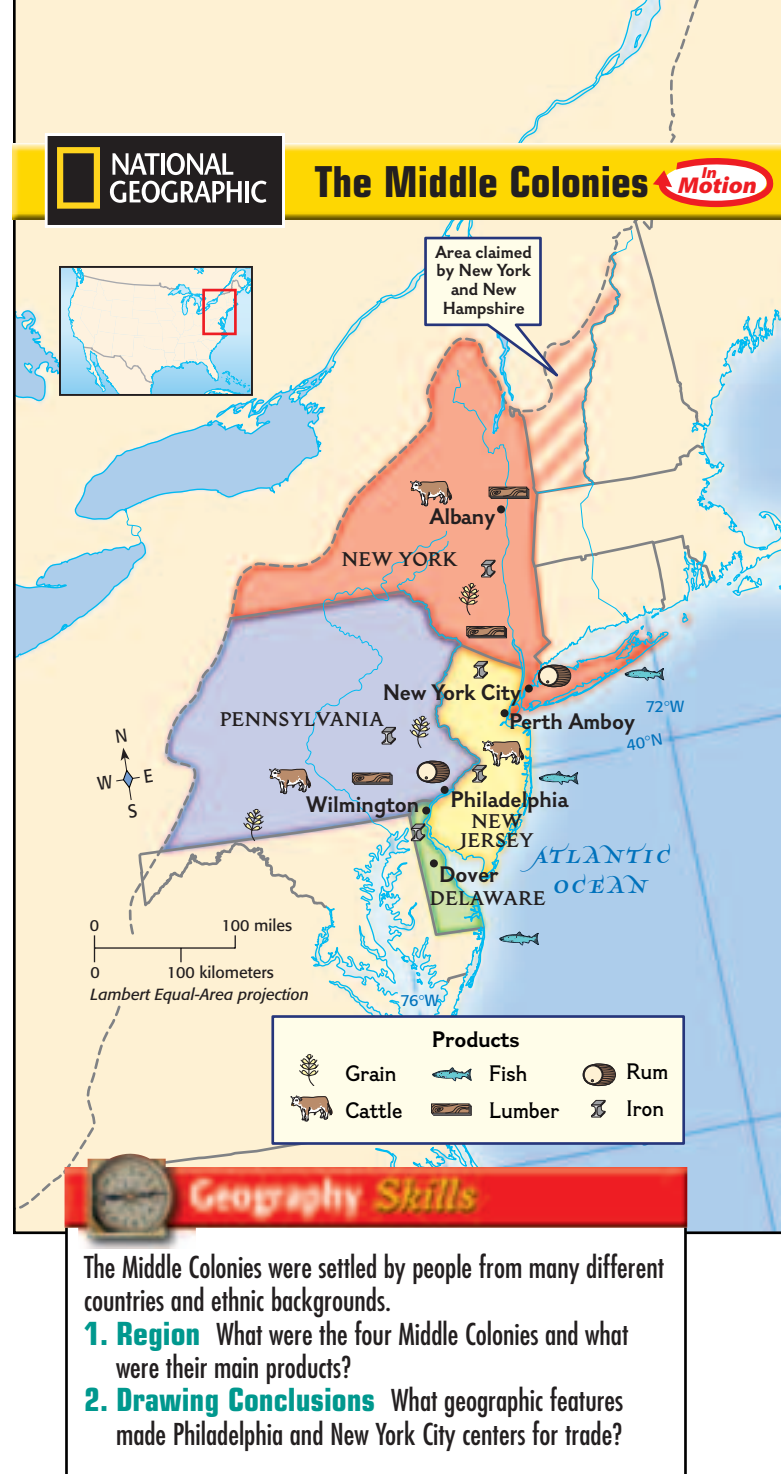 NATIONAL
GEOGRAPHIC
The Middle Colonies
In
Motion
Area claimed
by New York
and New
Hampshire
Albany
NEW YORK
New York City
72°W
PENNSYLVANIA
Perth Amboy
40°N
N
W
E
S
Wilmington
Philadelphia
NEW
JERSEY
ATLANTIC
OCEAN
Dover
DELAWARE
0 100 miles
0 100 kilometers
Lambert Equal-Area projection
76°W
Products
Grain Fish Rum
Cattle Lumber Iron
Geography Skills
The Middle Colonies were settled by people from many different
countries and ethnic backgrounds.
1. Region What were the four Middle Colonies and what
were their main products?
2. Drawing Conclusions What geographic features
made Philadelphia and New York City centers for trade?